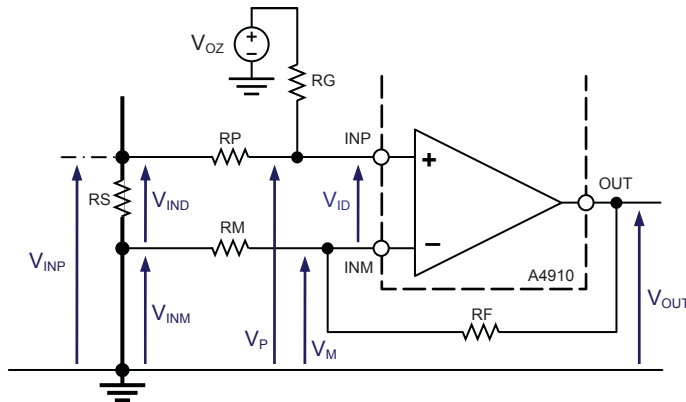 VOZ
RG
RP
INP
OUT
RS
VIND
VID
RM
INM
A4910
VINP
VINM
VP
VM
RF
VOUT
+
−
+
−